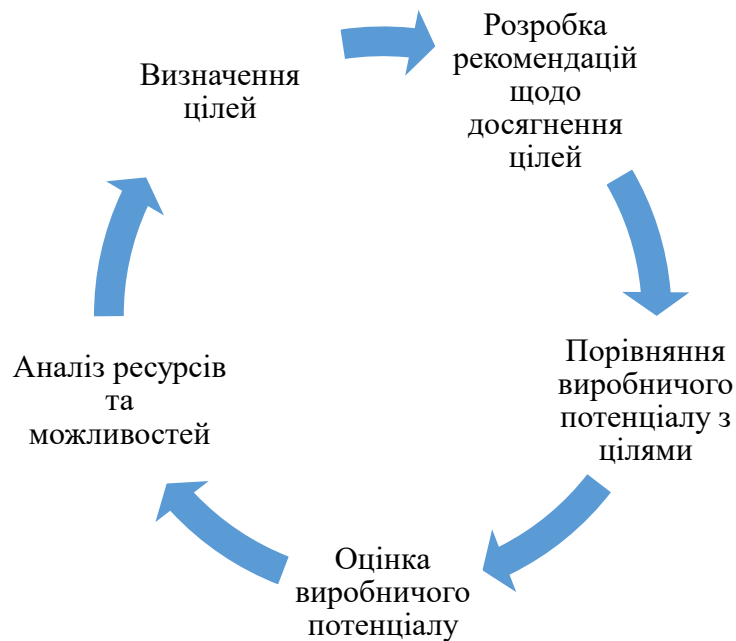 Визначення
цілей
Розробка
рекомендацій
щодо
досягнення
цілей
Порівняння
виробничого
потенціалу з
цілями
Оцінка
виробничого
потенціалу
Аналіз ресурсів
та
можливостей